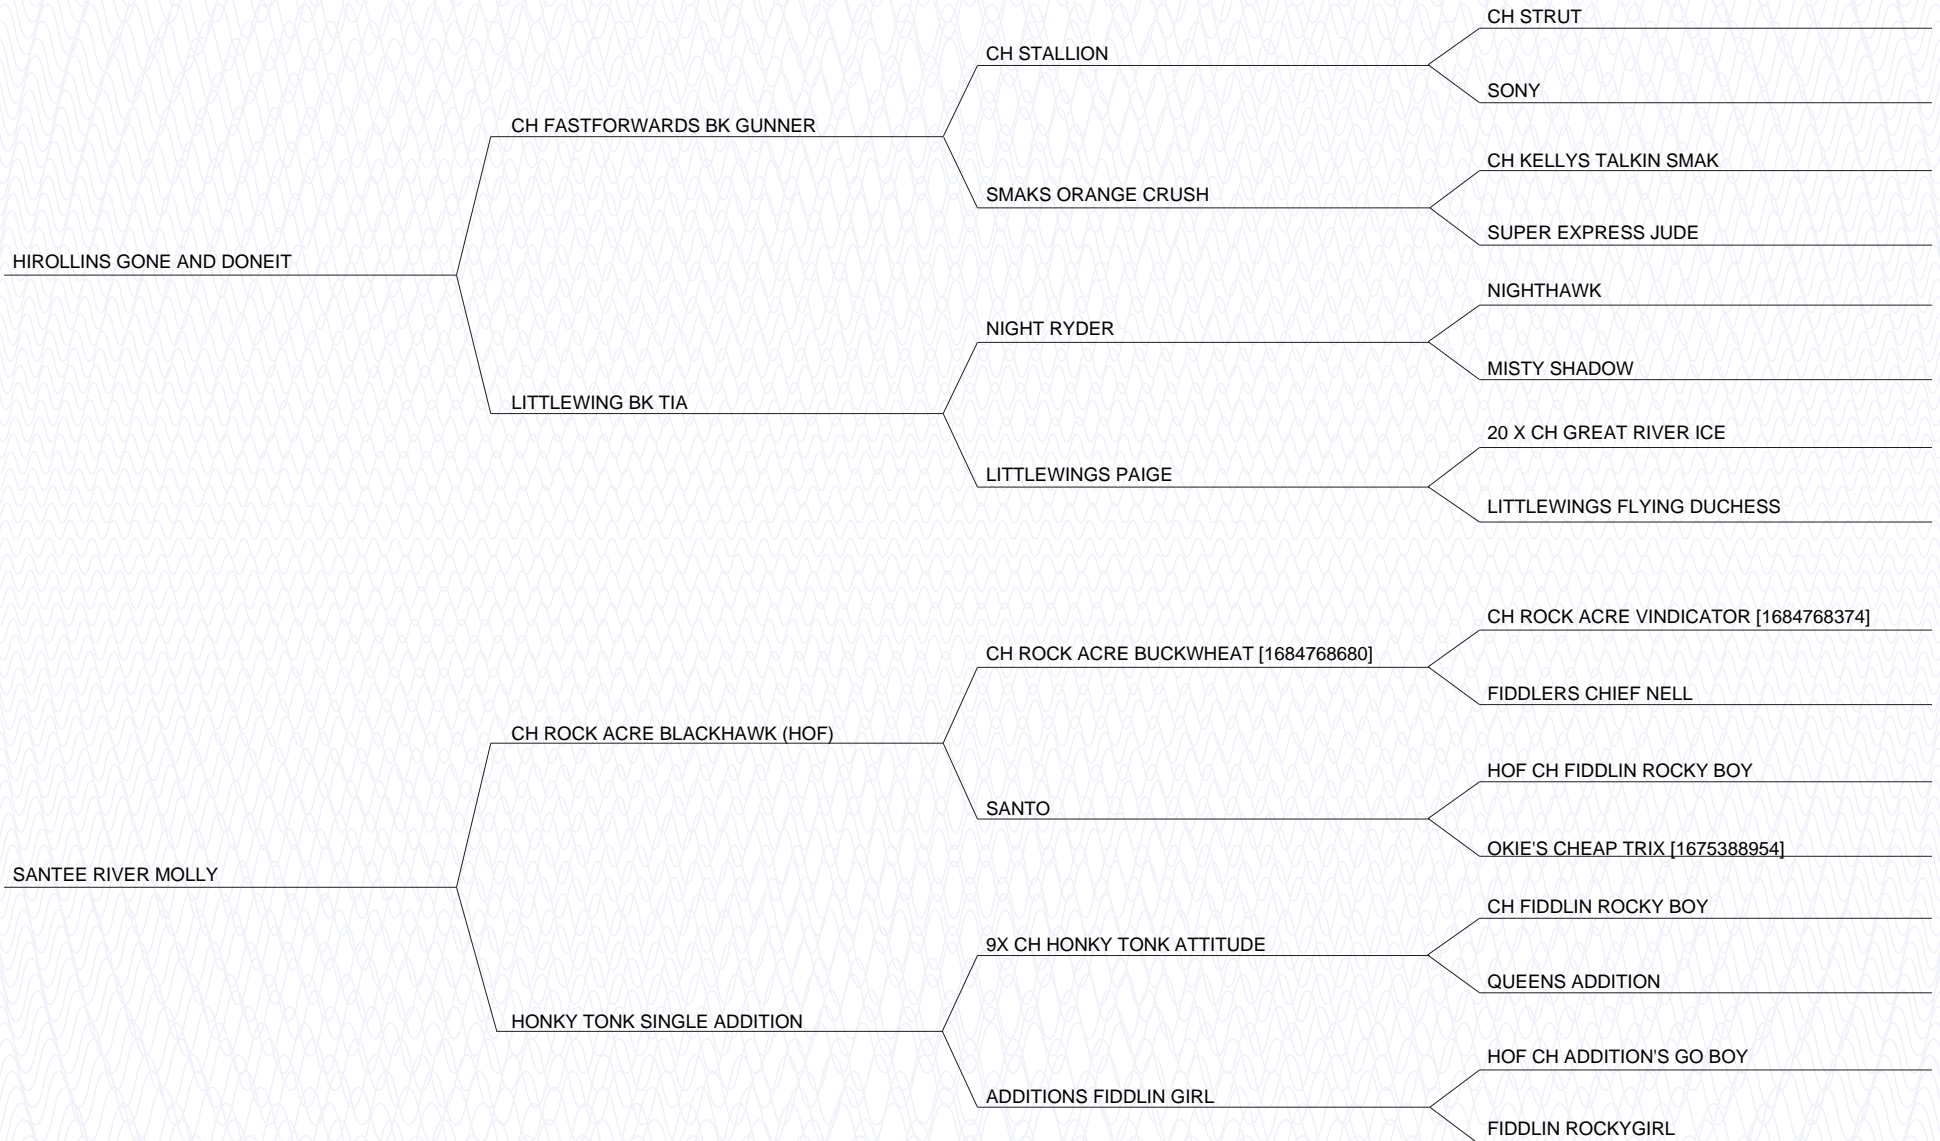 CH STRUT
CH STALLION
SONY
CH FASTFORWARDS BK GUNNER
CH KELLYS TALKIN SMAK
SMAKS ORANGE CRUSH
SUPER EXPRESS JUDE
HIROLLINS GONE AND DONEIT
NIGHTHAWK
NIGHT RYDER
MISTY SHADOW
LITTLEWING BK TIA
20 X CH GREAT RIVER ICE
LITTLEWINGS PAIGE
LITTLEWINGS FLYING DUCHESS
CH ROCK ACRE VINDICATOR [1684768374]
CH ROCK ACRE BUCKWHEAT [1684768680]
FIDDLERS CHIEF NELL
CH ROCK ACRE BLACKHAWK (HOF)
HOF CH FIDDLIN ROCKY BOY
SANTO
OKIE'S CHEAP TRIX [1675388954]
SANTEE RIVER MOLLY
CH FIDDLIN ROCKY BOY
9X CH HONKY TONK ATTITUDE
QUEENS ADDITION
HONKY TONK SINGLE ADDITION
HOF CH ADDITION'S GO BOY
ADDITIONS FIDDLIN GIRL
FIDDLIN ROCKYGIRL